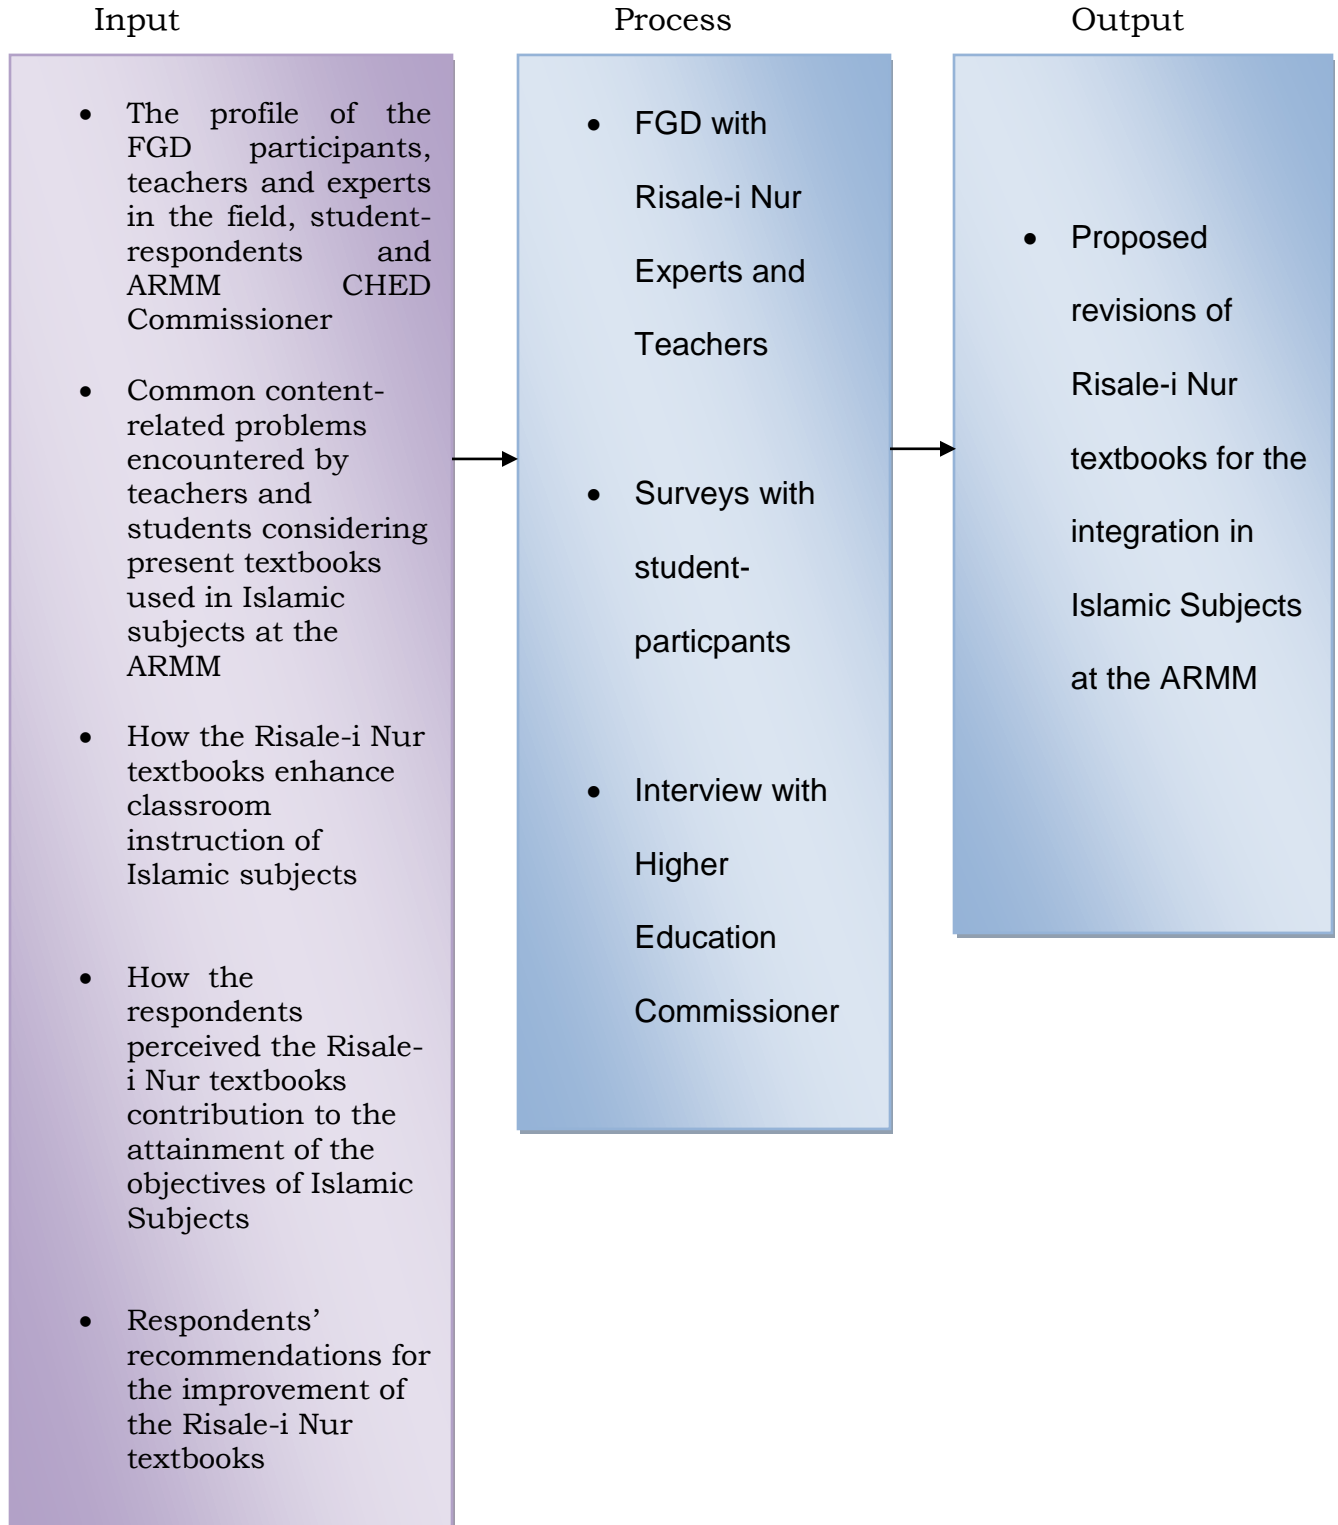 Input
• The profile of the
FGD participants,
teachers and experts
in the field, student-
respondents and
ARMM CHED
Commissioner
• Common content-
related problems
encountered by
teachers and
students considering
present textbooks
used in Islamic
subjects at the
ARMM
• How the Risale-i Nur
textbooks enhance
classroom
instruction of
Islamic subjects
• How the
respondents
perceived the Risale-
i Nur textbooks
contribution to the
attainment of the
objectives of Islamic
Subjects
• Respondents’
recommendations for
the improvement of
the Risale-i Nur
textbooks
Process
• FGD with
Risale-i Nur
Experts and
Teachers
• Surveys with
student-
particpants
• Interview with
Higher
Education
Commissioner
Output
• Proposed
revisions of
Risale-i Nur
textbooks for the
integration in
Islamic Subjects
at the ARMM